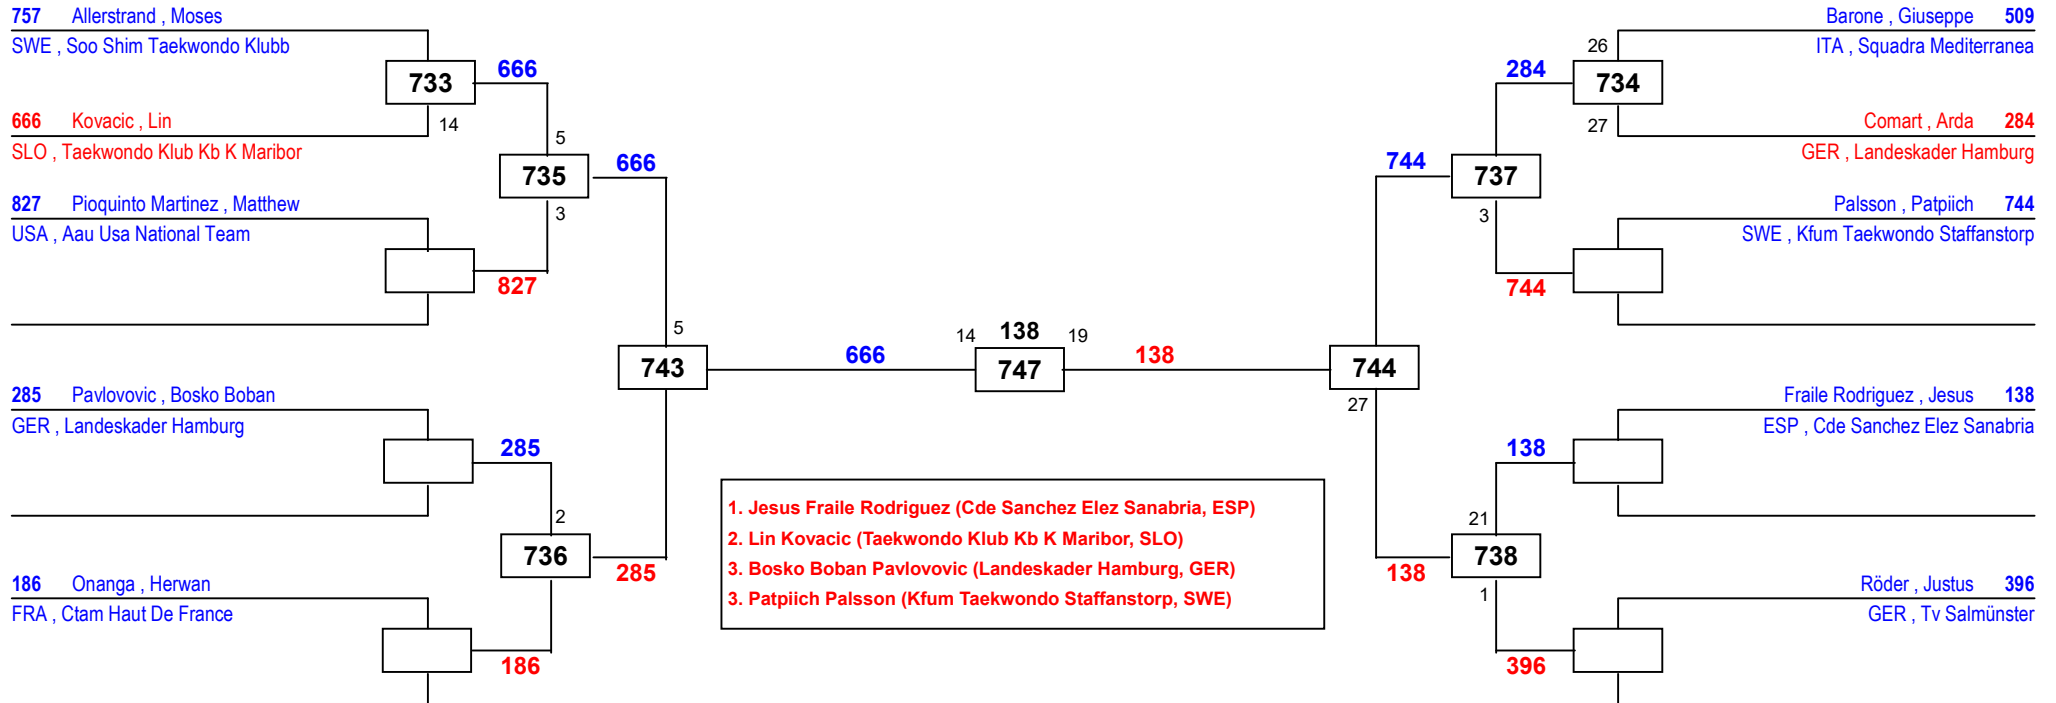 757 Allerstrand , Moses
SWE , Soo Shim Taekwondo Klubb
733
666
14
666 Kovacic , Lin
SLO , Taekwondo Klub Kb K Maribor
5
735
666
3
827 Pioquinto Martinez , Matthew
USA , Aau Usa National Team
827
5
743
666
285 Pavlovovic , Bosko Boban
GER , Landeskader Hamburg
285
2
736
285
186 Onanga , Herwan
FRA , Ctam Haut De France
186
14 138 19
747
138
1. Jesus Fraile Rodriguez (Cde Sanchez Elez Sanabria, ESP)
2. Lin Kovacic (Taekwondo Klub Kb K Maribor, SLO)
3. Bosko Boban Pavlovovic (Landeskader Hamburg, GER)
3. Patpiich Palsson (Kfum Taekwondo Staffanstorp, SWE)
Barone , Giuseppe 509
ITA , Squadra Mediterranea
26
284
734
27
Comart , Arda 284
GER , Landeskader Hamburg
744
737
3
Palsson , Patpiich 744
SWE , Kfum Taekwondo Staffanstorp
744
744
27
Fraile Rodriguez , Jesus 138
ESP , Cde Sanchez Elez Sanabria
138
21
738
138
1
Röder , Justus 396
GER , Tv Salmünster
396